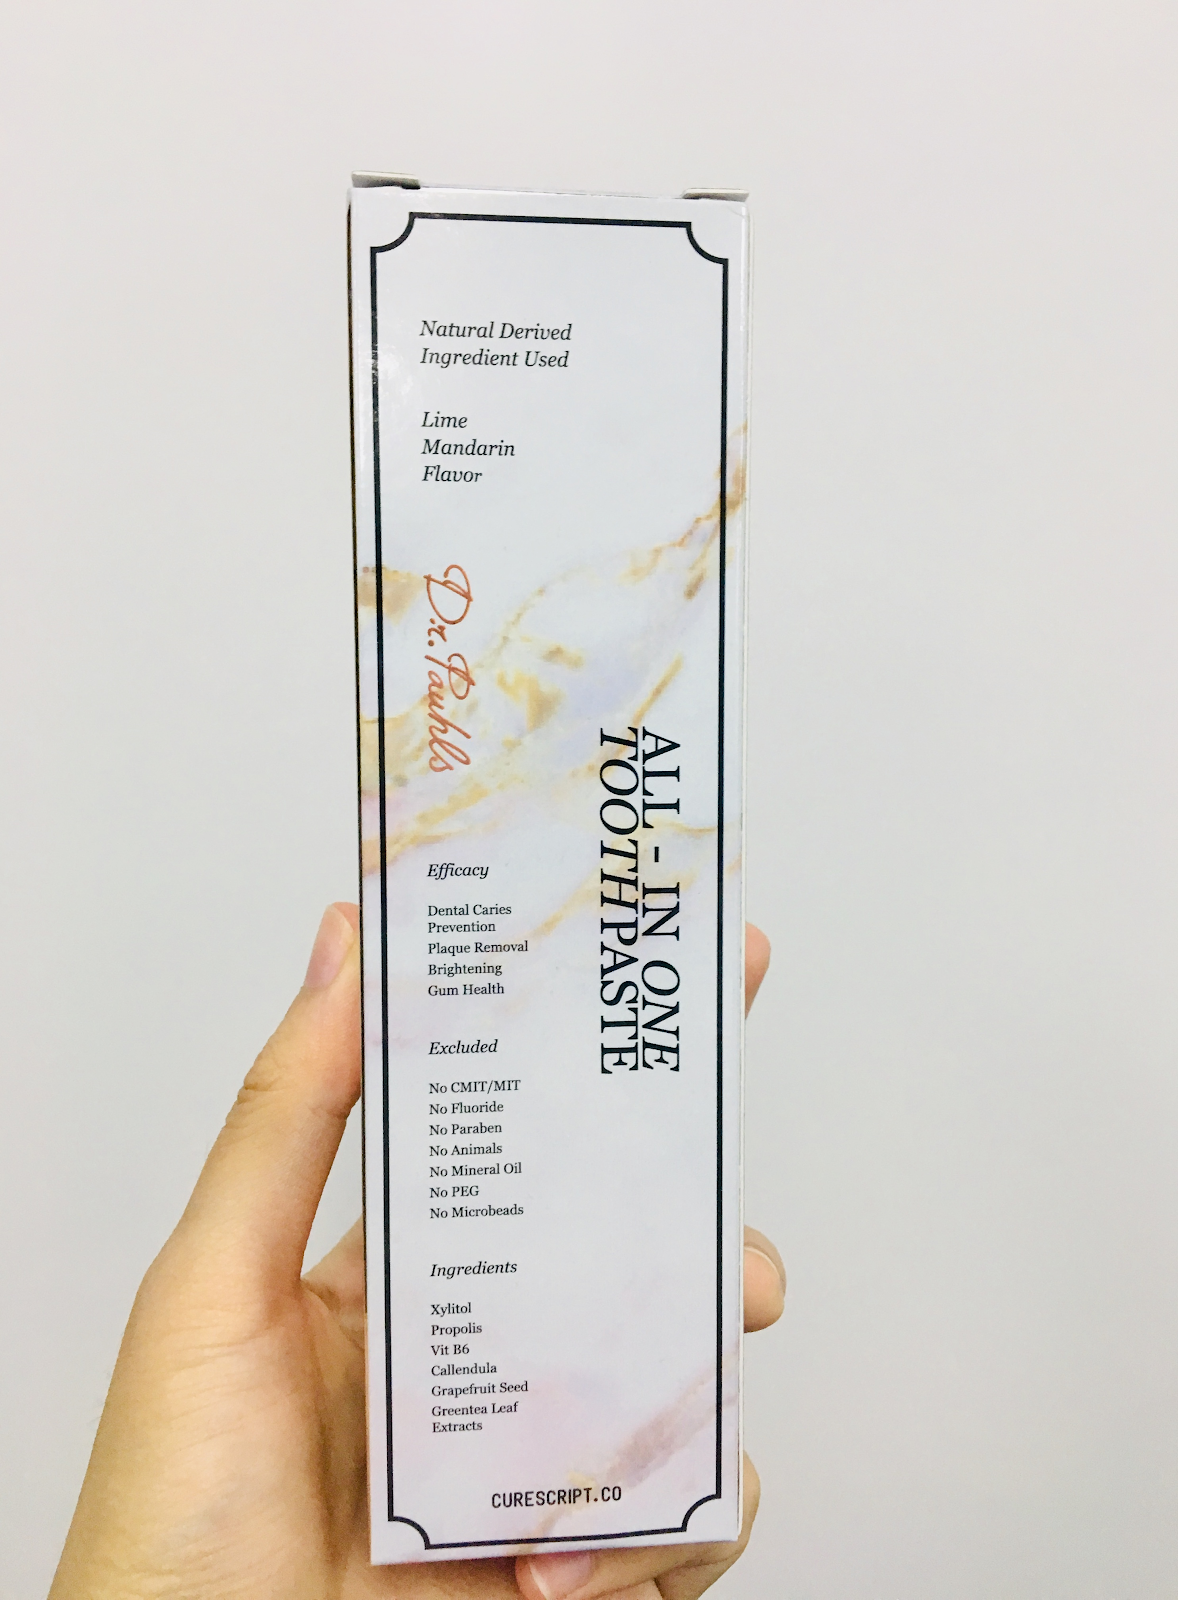 Natural Derived
Ingredient Used
Lime
Mandarin
Flavor
Dr. Pauhls
ALL - IN ONE
TOOTHPASTE
Efficacy
Dental Caries
Prevention
Plaque Removal
Brightening
Gum Health
Excluded
No CMIT/MIT
No Fluoride
No Paraben
No Animals
No Mineral Oil
No PEG
No Microbeads
Ingredients
Xylitol
Propolis
Vit B6
Callendula
Grapefruit Seed
Greentea Leaf
Extracts
CURESCRIPT.CO